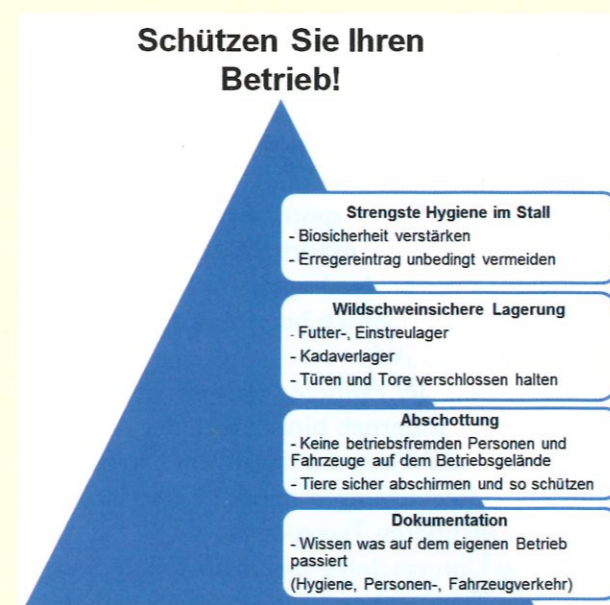 Schützen Sie Ihren
Betrieb!
Strengste Hygiene im Stall
- Biosicherheit verstärken
- Erregereintrag unbedingt vermeiden
Wildschweinsichere Lagerung
- Futter-, Einstreulager
- Kadaverlager
- Türen und Tore verschlossen halten
Abschottung
- Keine betriebsfremden Personen und
Fahrzeuge auf dem Betriebsgelände
- Tiere sicher abschirmen und so schützen
Dokumentation
- Wissen was auf dem eigenen Betrieb
passiert
(Hygiene, Personen-, Fahrzeugverkehr)